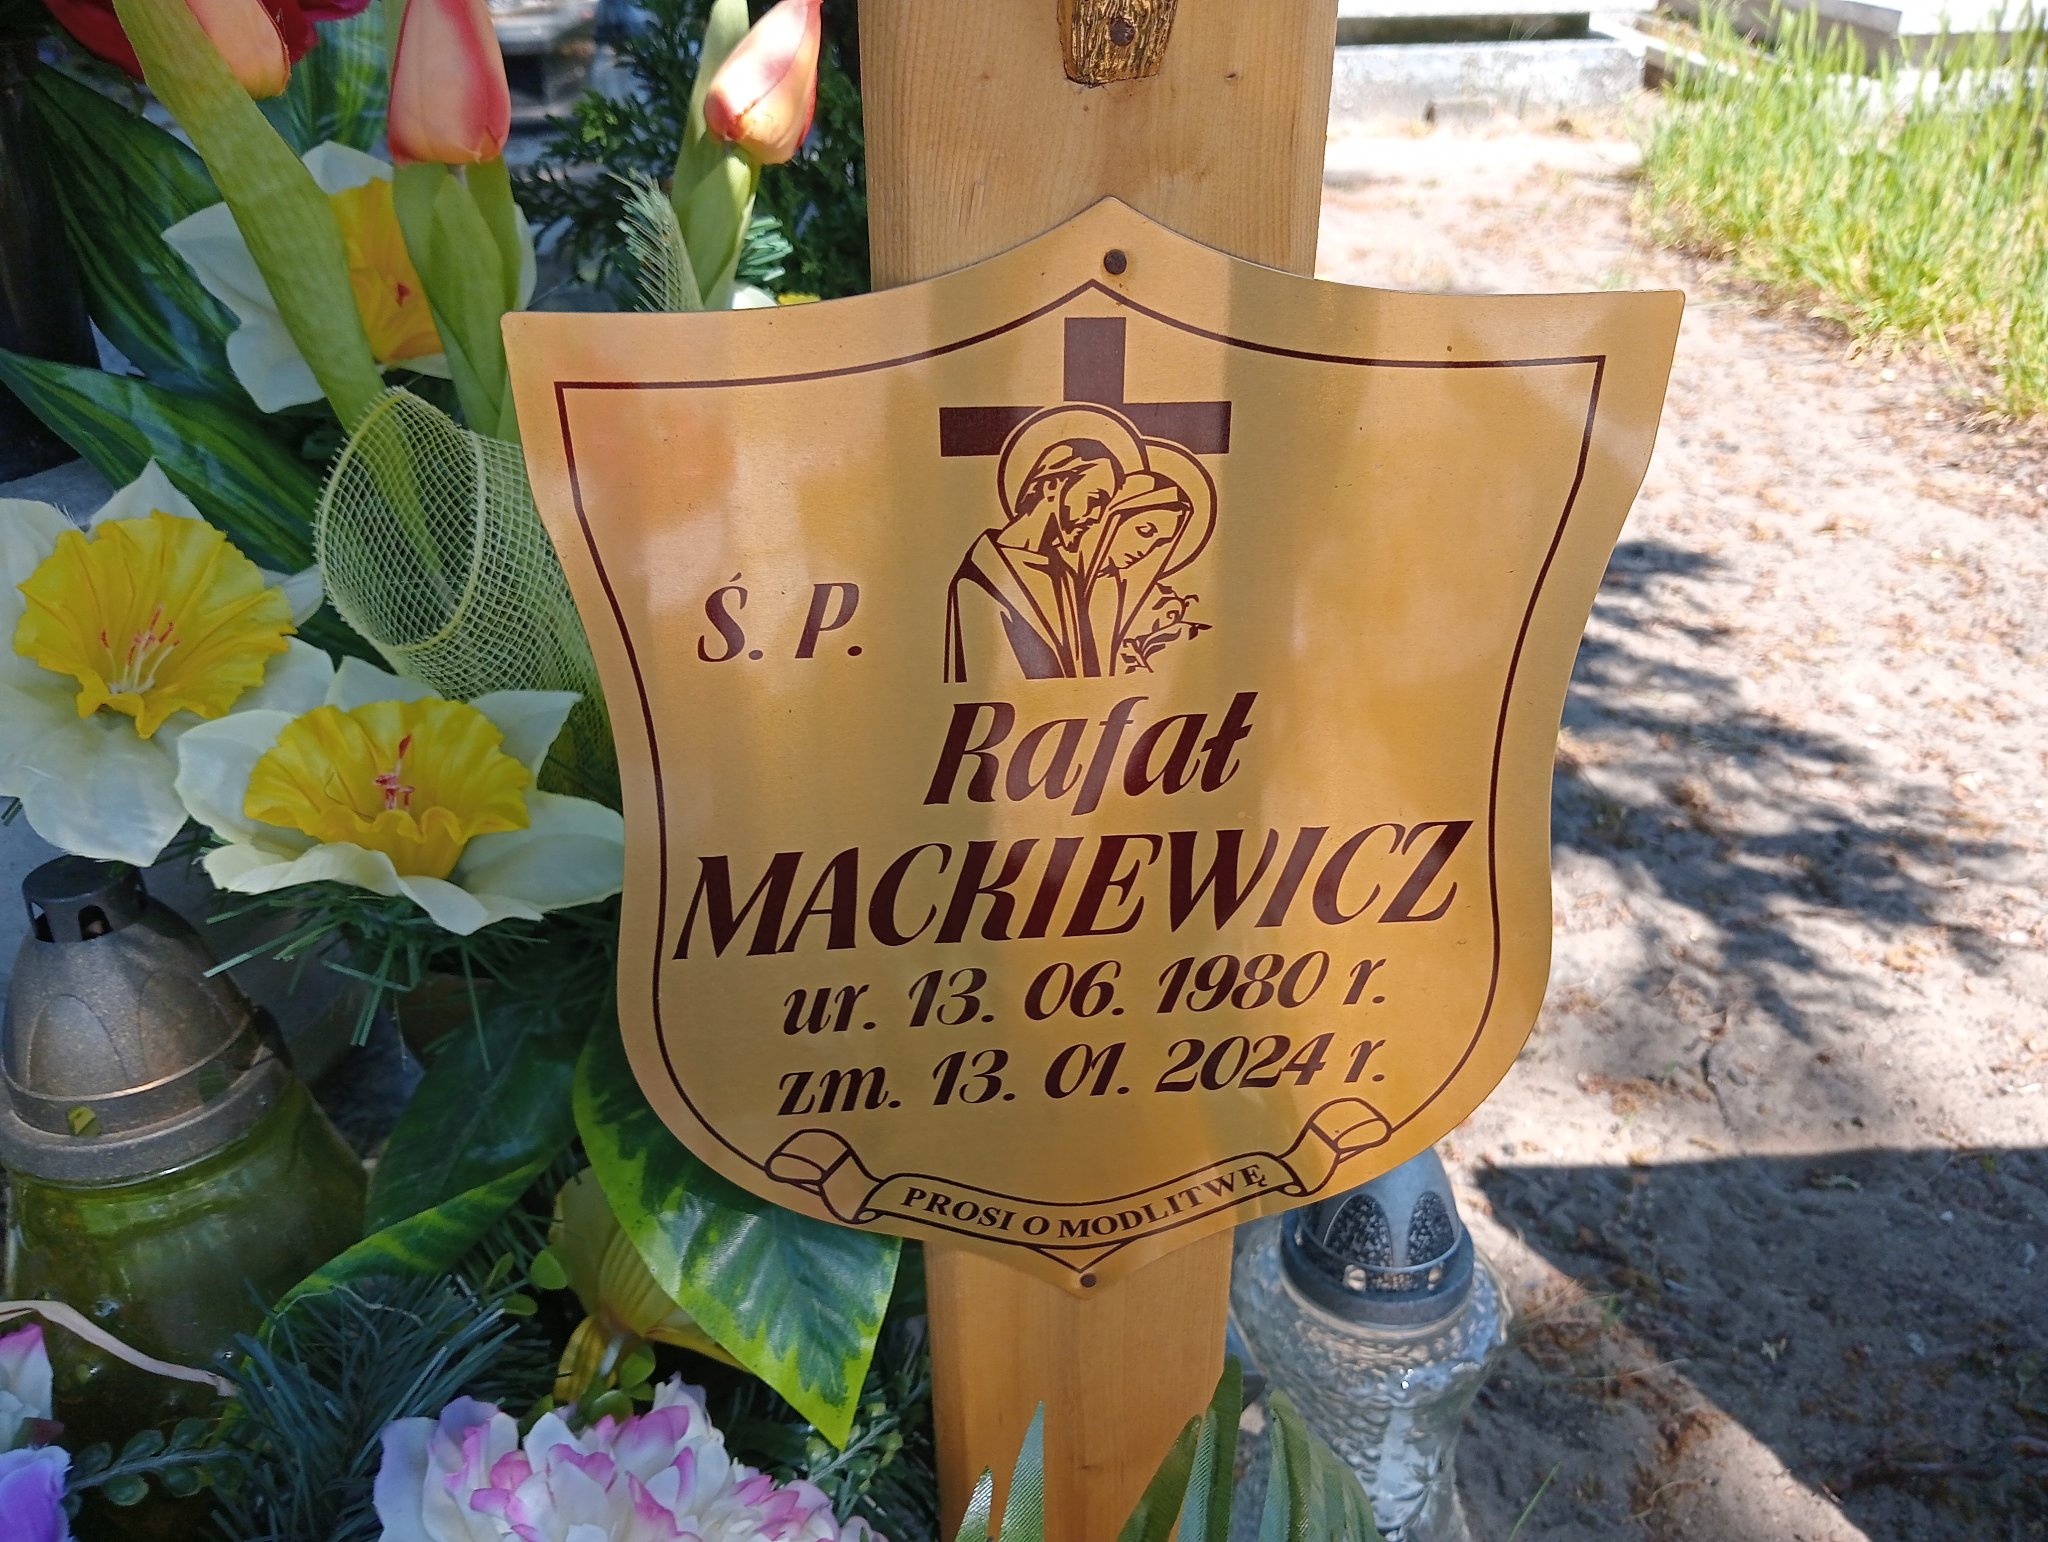 Ś. P.
Rafał
MACKIEWICZ
ur. 13. 06. 1980 r.
zm. 13. 01. 2024 r.
PROSI O MODLITWĘ